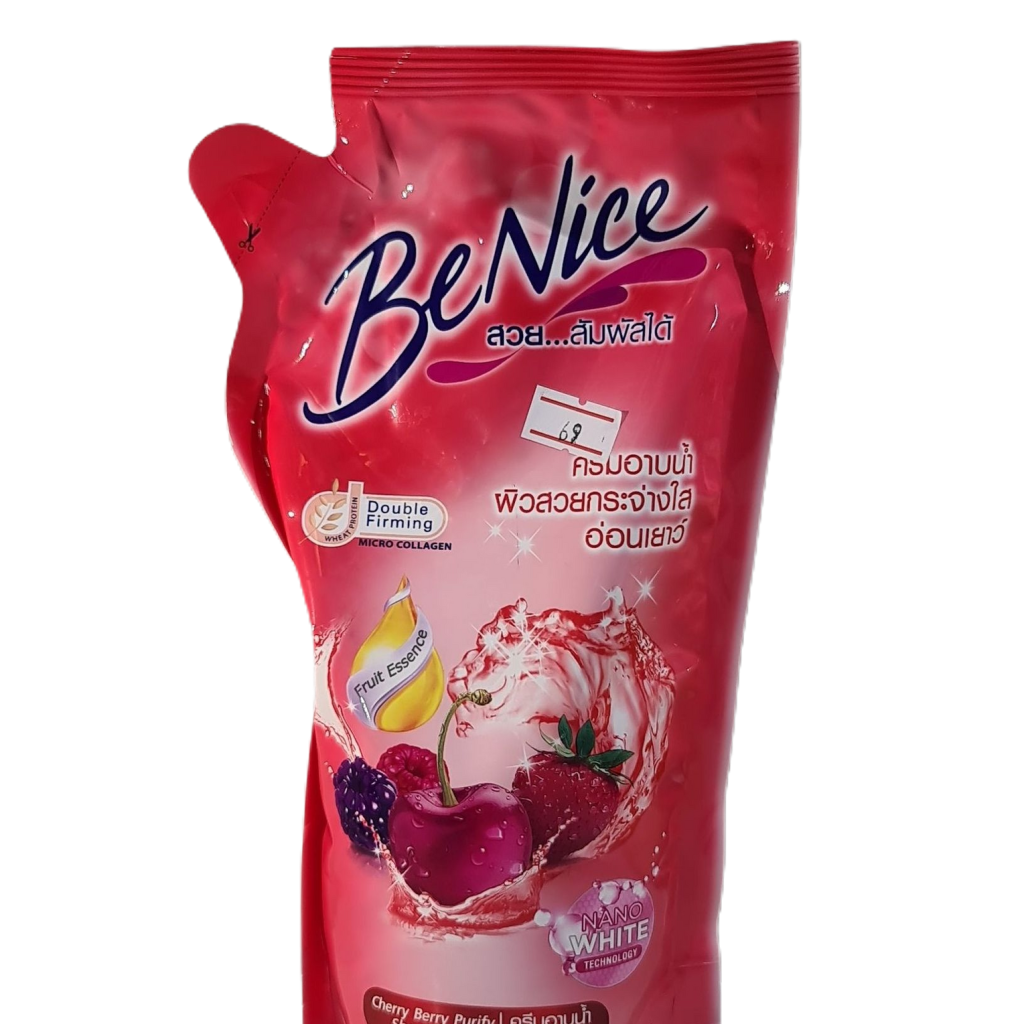 BeNice
สวย...สัมผัสได้
69
ครีมอาบน้ำ
ผิวสวยกระจ่างใส
อ่อนเยาว์
WHEAT PROTEIN
Double
Firming
MICRO COLLAGEN
Fruit Essence
NANO
WHITE
TECHNOLOGY
Cherry Berry Purify | ครีมอาบน้ำ